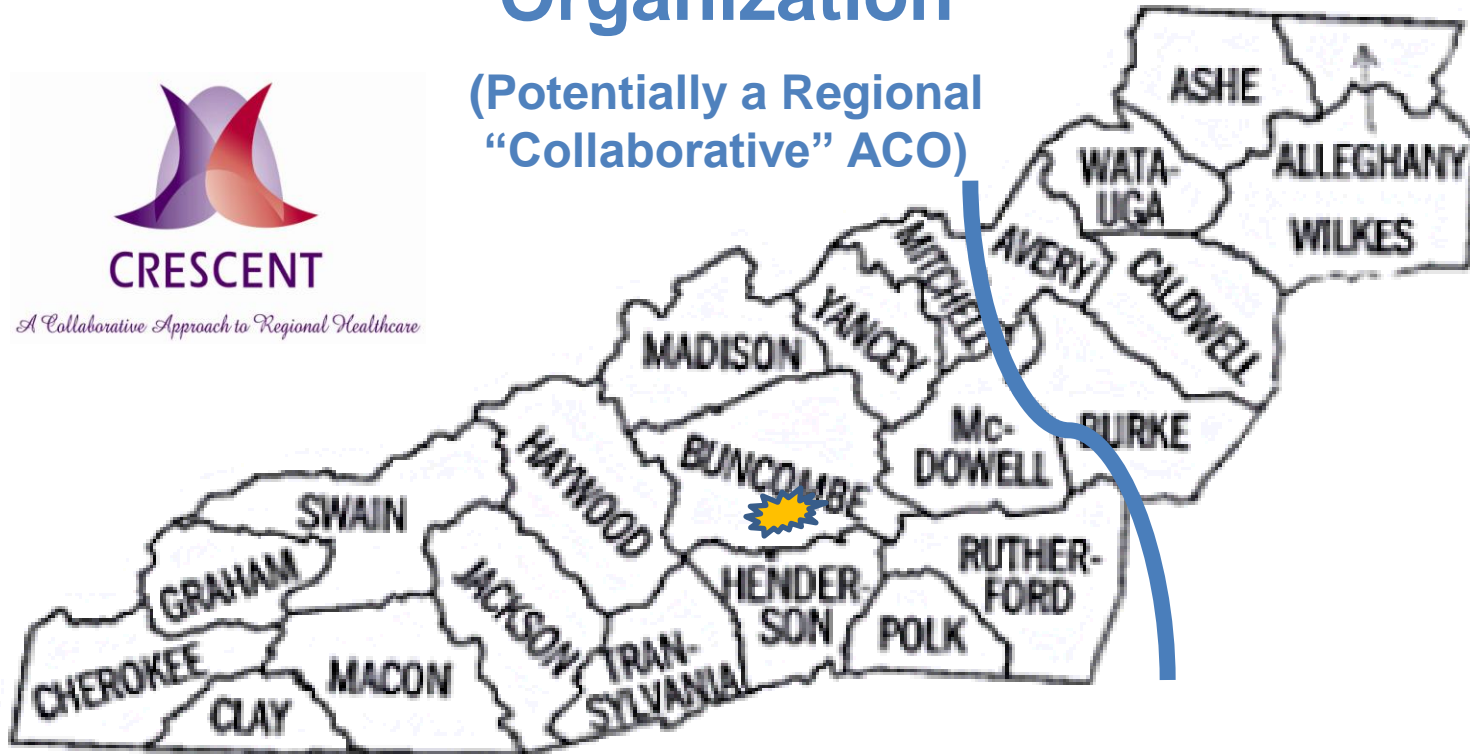 Organization
(Potentially a Regional
“Collaborative” ACO)
CRESCENT
A Collaborative Approach to Regional Healthcare
ASHE
ALLEGHANY
WATA-
UGA
WILKES
AVERY
MITCHELL
CALDWELL
YANCEY
MADISON
BURKE
Mc-
DOWELL
BUNCOMBE
HAYWOOD
SWAIN
RUTHER-
FORD
GRAHAM
JACKSON
HENDER-
SON
POLK
CHEROKEE
MACON
TRAN-
SYLVANIA
CLAY